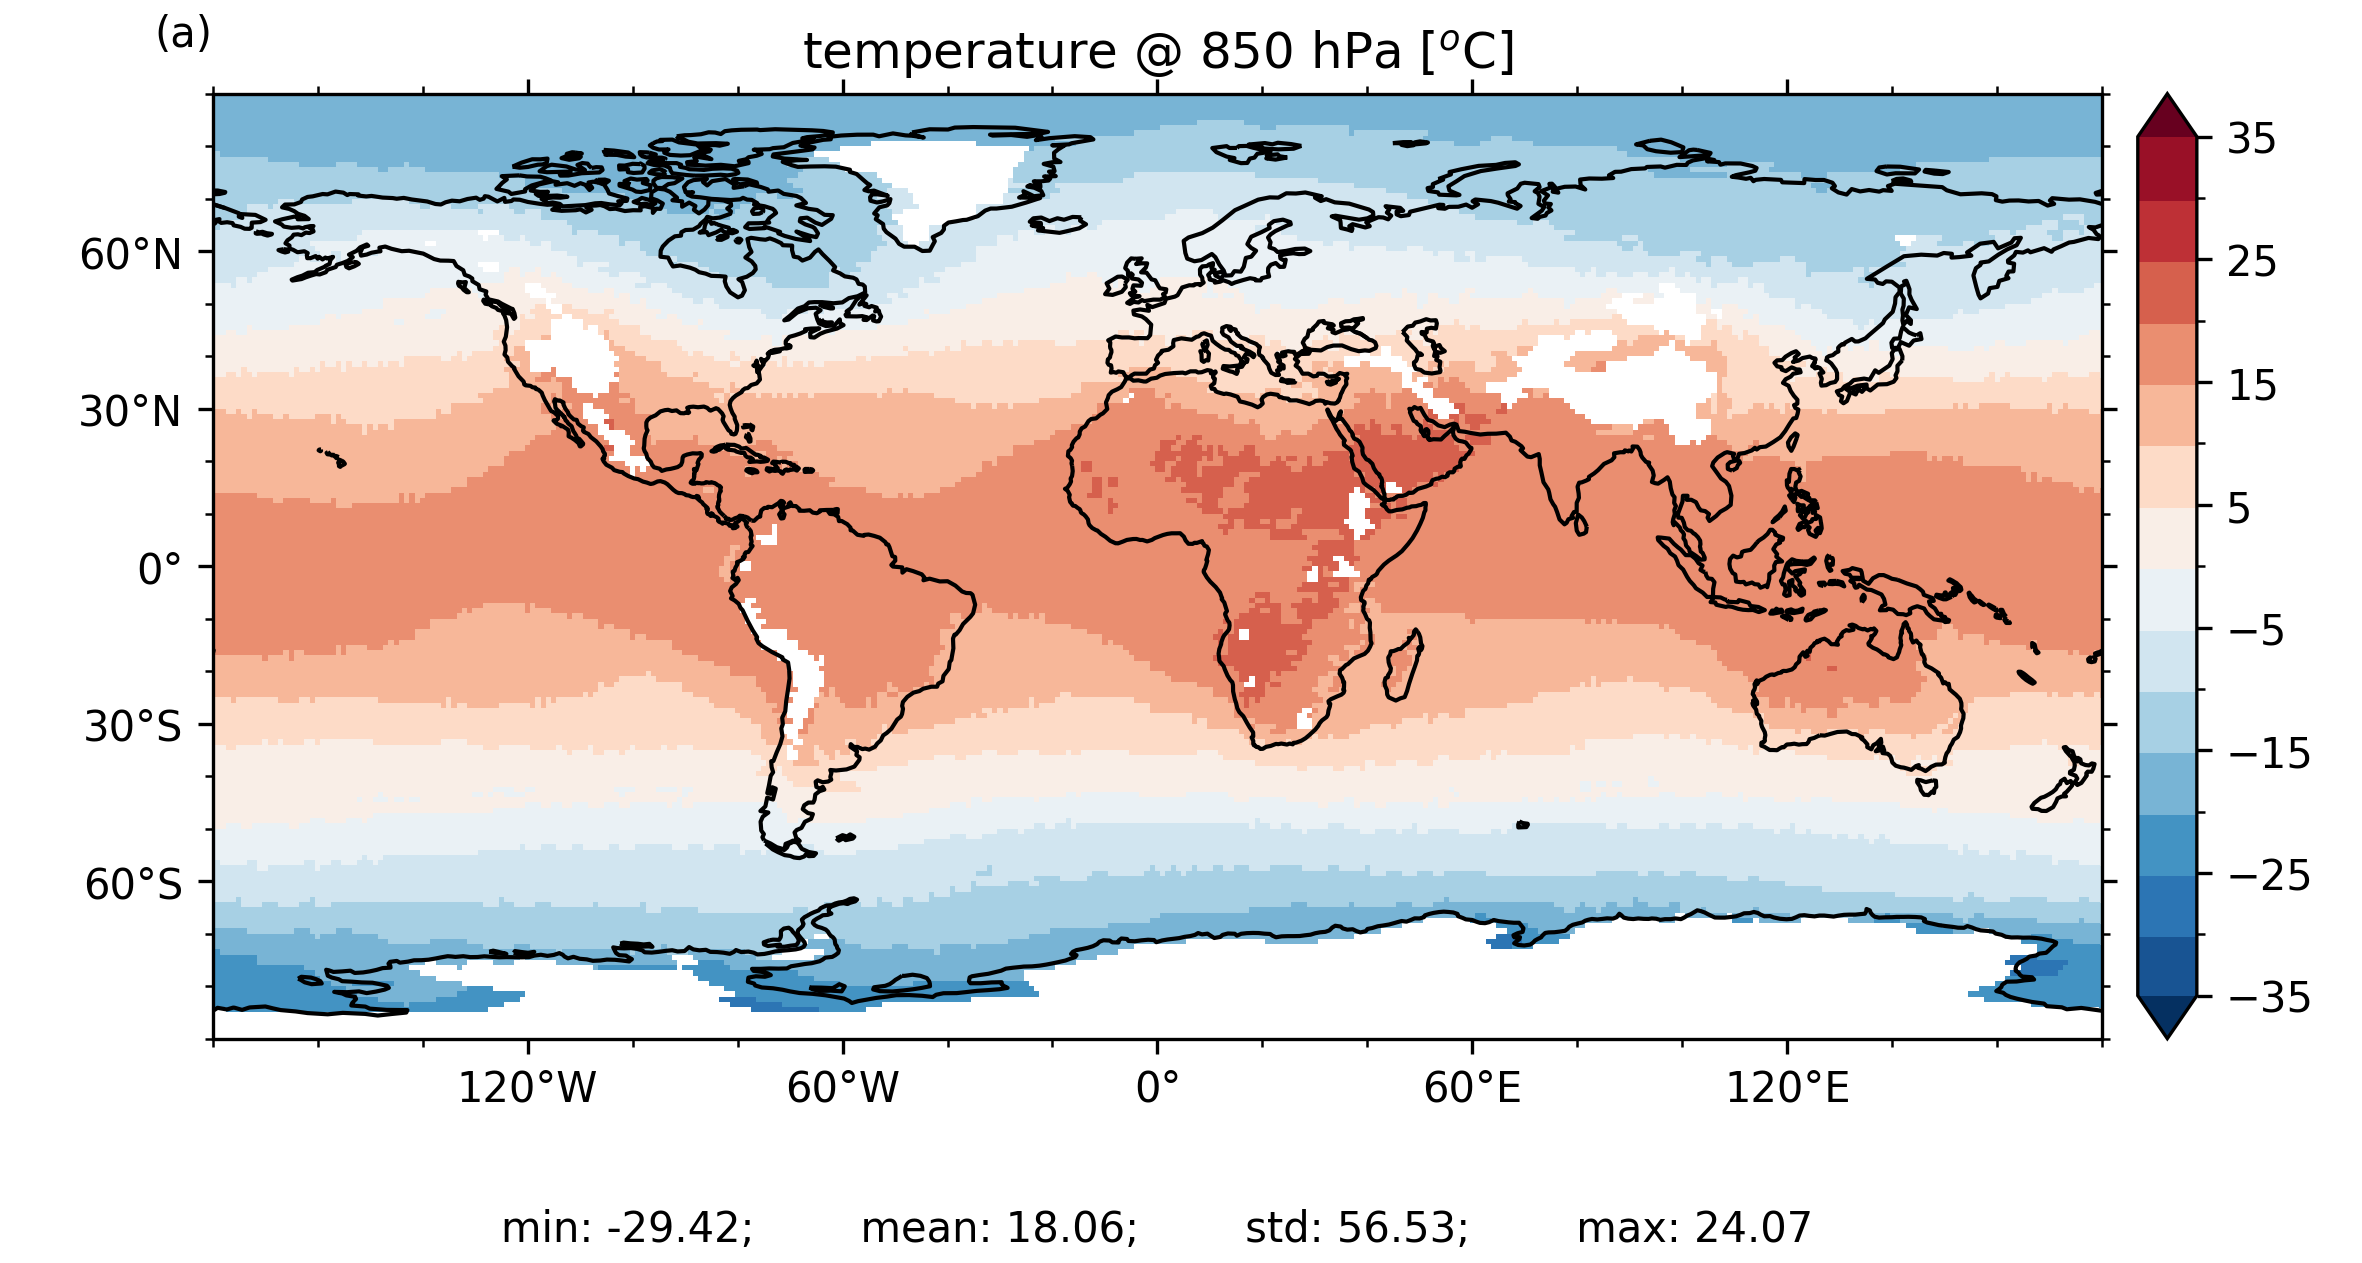 (a)
temperature @ 850 hPa [°C]
60°N
30°N
0°
30°S
60°S
120°W 60°W 0° 60°E 120°E
35
25
15
5
−5
−15
−25
−35
min: -29.42; mean: 18.06; std: 56.53; max: 24.07